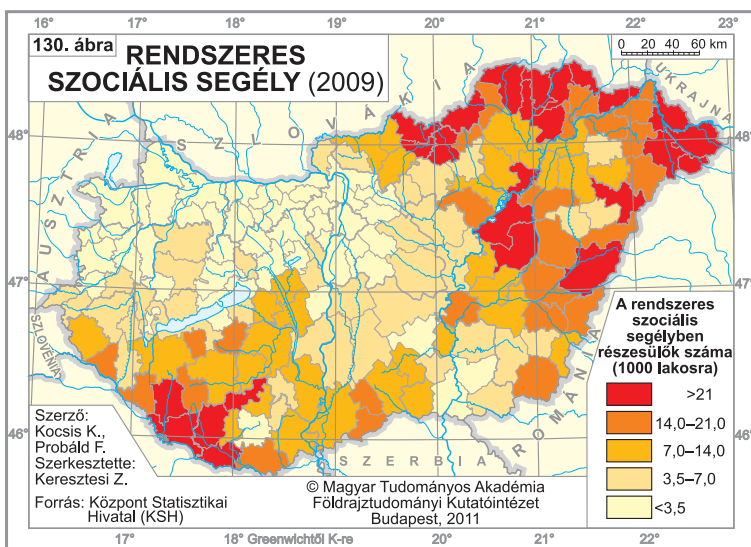 16°
17°
18°
19°
20°
21°
22°
23°
130. ábra
RENDSZERES
SZOCIÁLIS SEGÉLY (2009)
0 20 40 60 km
SZLOVÁKIA
UKRAJNA
AUSZTRIA
48°
48°
47°
47°
SZLOVÉNIA
ROMÁNIA
A rendszeres
szociális
segélyben
részesülők száma
(1000 lakosra)
>21
14,0–21,0
7,0–14,0
3,5–7,0
<3,5
46°
46°
Szerző:
Kocsis K.,
Probáld F.
Szerkesztette:
Keresztesi Z.
Forrás: Központ Statisztikai
Hivatal (KSH)
SZERBIA
© Magyar Tudományos Akadémia
Földrajztudományi Kutatóintézet
Budapest, 2011
17°
18° Greenwichtől K-re
19°
20°
21°
22°